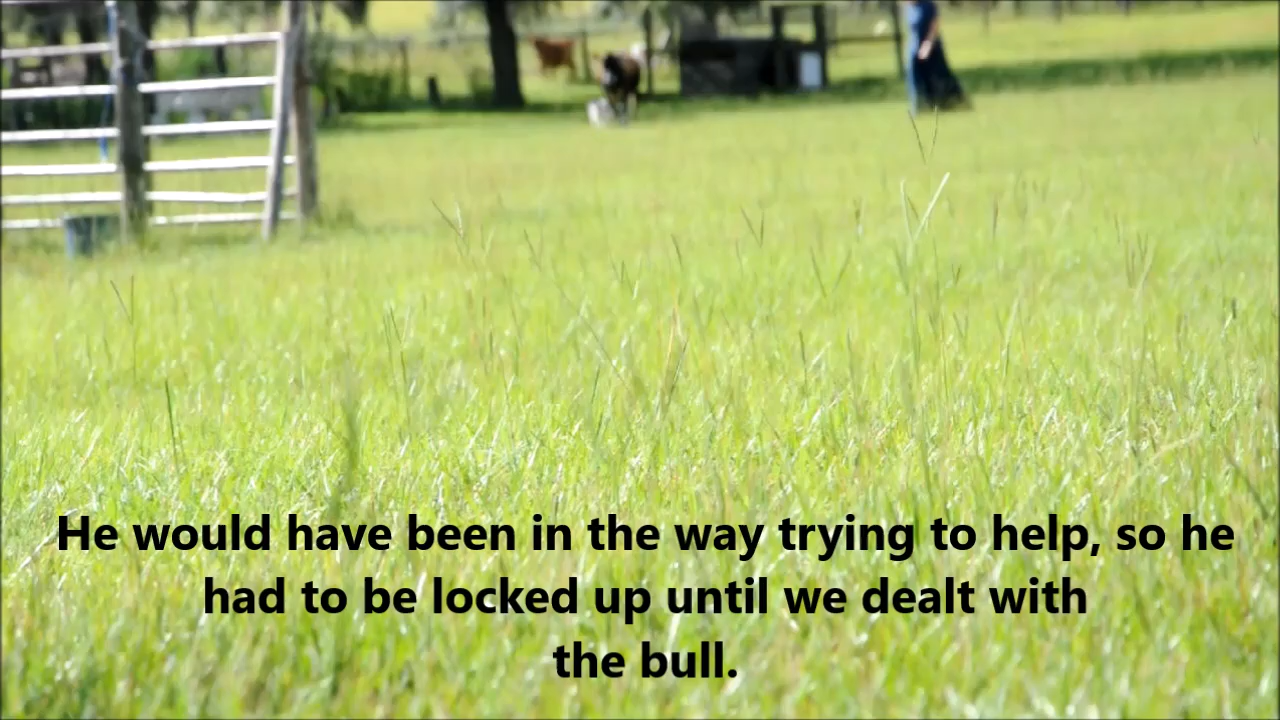 He would have been in the way trying to help, so he
had to be locked up until we dealt with
the bull.